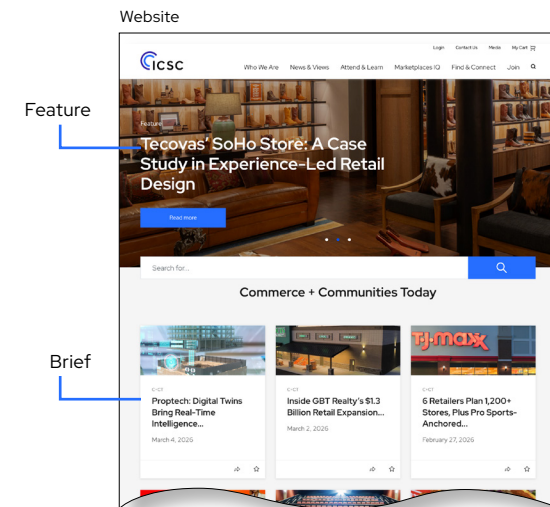 Website
Login Contact Us Media My Cart
icsc
Who We Are News & Views Attend & Learn Marketplaces IQ Find & Connect Join
Feature
Feature
Tecovas' SoHo Store: A Case
Study in Experience-Led Retail
Design
Read more
Search for...
Commerce + Communities Today
T.J.maxx
Brief
C+CT
Proptech: Digital Twins
Bring Real-Time
Intelligence...
March 4, 2026
C+CT
Inside GBT Realty's $1.3
Billion Retail Expansion...
March 2, 2026
C+CT
6 Retailers Plan 1,200+
Stores, Plus Pro Sports-
Anchored...
February 27, 2026